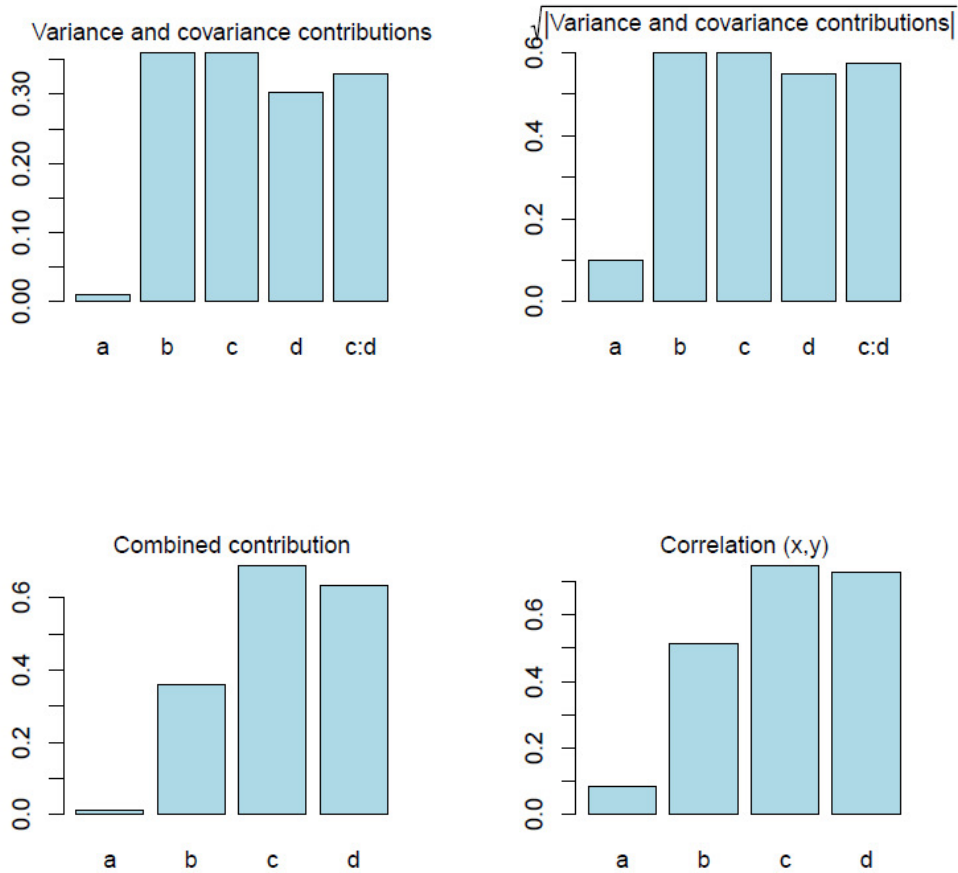 Variance and covariance contributions
0.00 0.10 0.20 0.30
a b c d c:d
√|Variance and covariance contributions|
0.0 0.2 0.4 0.6
a b c d c:d
Combined contribution
0.0 0.2 0.4 0.6
a b c d
Correlation (x,y)
0.0 0.2 0.4 0.6
a b c d